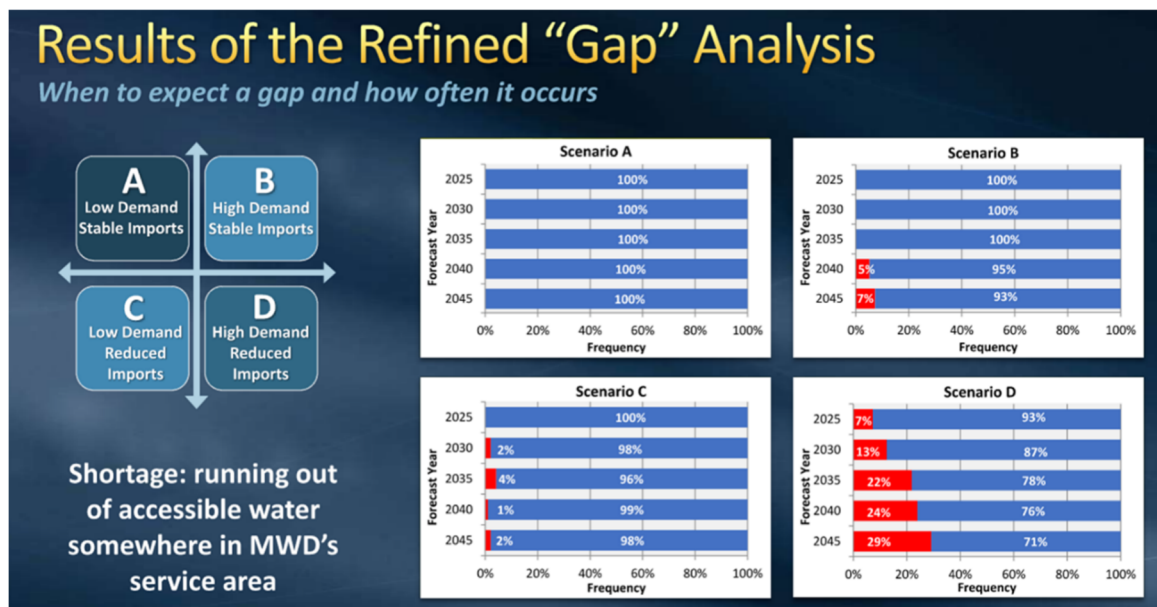 Results of the Refined “Gap” Analysis
When to expect a gap and how often it occurs
A
Low Demand
Stable Imports
B
High Demand
Stable Imports
C
Low Demand
Reduced
Imports
D
High Demand
Reduced
Imports
Shortage: running out
of accessible water
somewhere in MWD’s
service area
Scenario A
Forecast Year
2025 100%
2030 100%
2035 100%
2040 100%
2045 100%
0% 20% 40% 60% 80% 100%
Frequency
Scenario B
Forecast Year
2025 100%
2030 100%
2035 100%
2040 5% 95%
2045 7% 93%
0% 20% 40% 60% 80% 100%
Frequency
Scenario C
Forecast Year
2025 100%
2030 2% 98%
2035 4% 96%
2040 1% 99%
2045 2% 98%
0% 20% 40% 60% 80% 100%
Frequency
Scenario D
Forecast Year
2025 7% 93%
2030 13% 87%
2035 22% 78%
2040 24% 76%
2045 29% 71%
0% 20% 40% 60% 80% 100%
Frequency